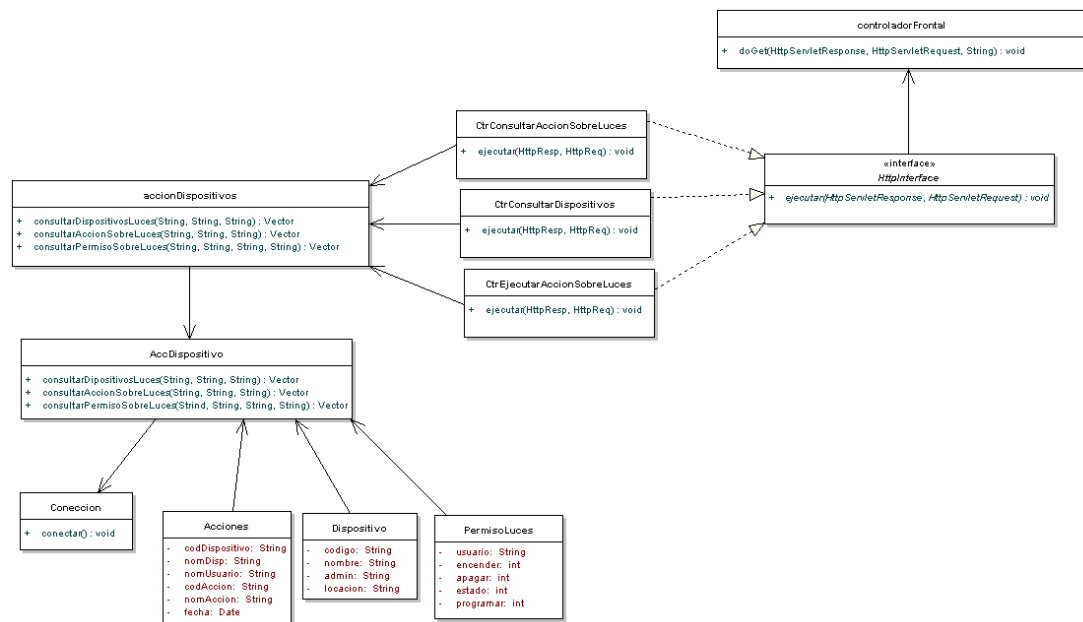 controladorFrontal
+ doGet(HttpServletResponse, HttpServletRequest, String) : void
CtrConsultarAccionSobreLuces
+ ejecutar(HttpResp, HttpReq) : void
«interface»
HttpInterface
+ ejecutar(HttpServletResponse, HttpServletRequest) : void
accionDispositivos
+ consultarDispositivosLuces(String, String, String) : Vector
+ consultarAccionSobreLuces(String, String, String) : Vector
+ consultarPermisoSobreLuces(String, String, String, String) : Vector
CtrConsultarDispositivos
+ ejecutar(HttpResp, HttpReq) : void
CtrEjecutarAccionSobreLuces
+ ejecutar(HttpResp, HttpReq) : void
AccDispositivo
+ consultarDipositivosLuces(String, String, String) : Vector
+ consultarAccionSobreLuces(String, String, String) : Vector
+ consultarPermisoSobreLuces(Strind, String, String, String) : Vector
Coneccion
+ conectar() : void
Acciones
- codDispositivo: String
- nomDisp: String
- nomUsuario: String
- codAccion: String
- nomAccion: String
- fecha: Date
Dispositivo
- codigo: String
- nombre: String
- admin: String
- locacion: String
PermisoLuces
- usuario: String
- encender: int
- apagar: int
- estado: int
- programar: int